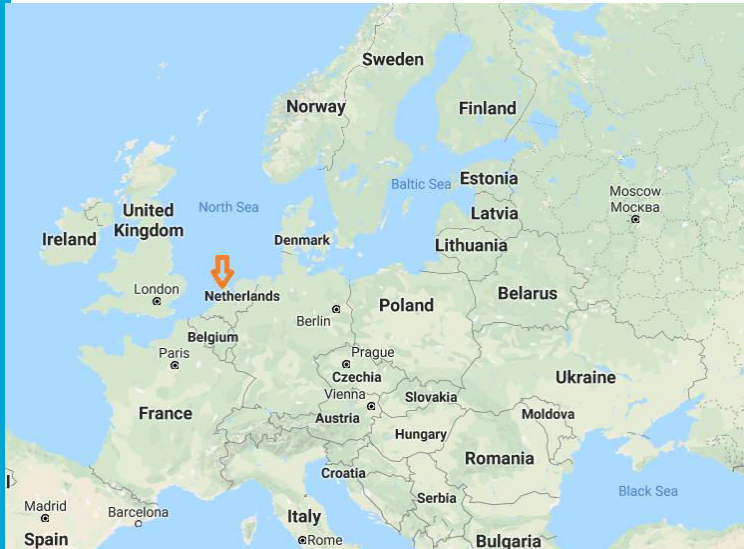 Sweden
Norway
Finland
Baltic Sea
Estonia
Moscow
Москва
North Sea
United
Kingdom
Latvia
Ireland
Denmark
Lithuania
London
Netherlands
Belarus
Poland
Berlin
Belgium
Paris
Prague
Czechia
Ukraine
Vienna
Slovakia
France
Austria
Moldova
Hungary
Romania
Croatia
Serbia
Black Sea
Madrid
Barcelona
Italy
Spain
Rome
Bulgaria